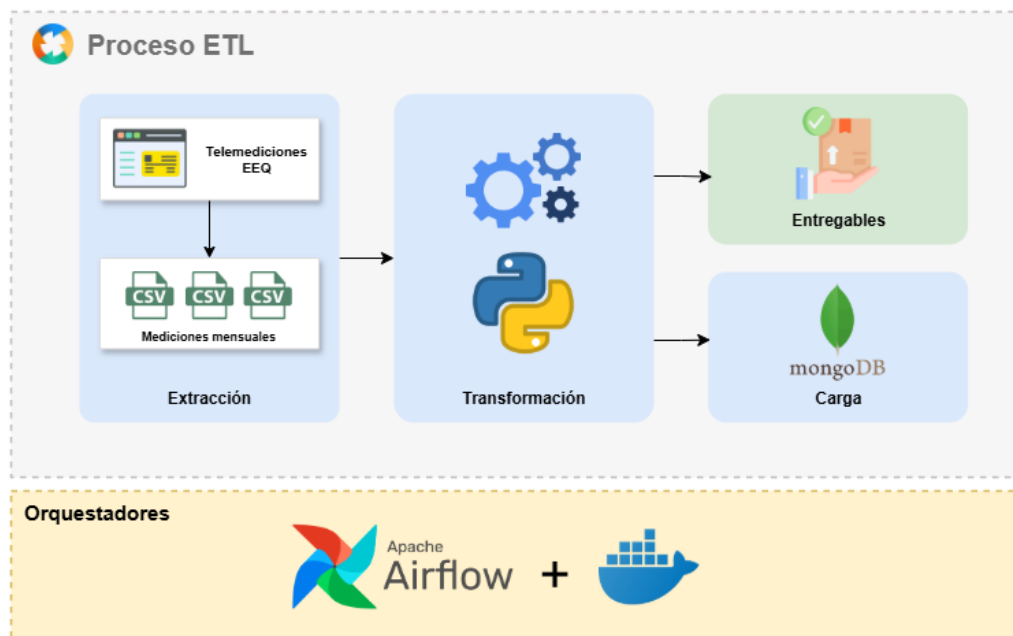 Proceso ETL
Telemediciones
EEQ
CSV CSV CSV
Mediciones mensuales
Extracción
Transformación
Entregables
mongoDB
Carga
Orquestadores
Apache
Airflow +